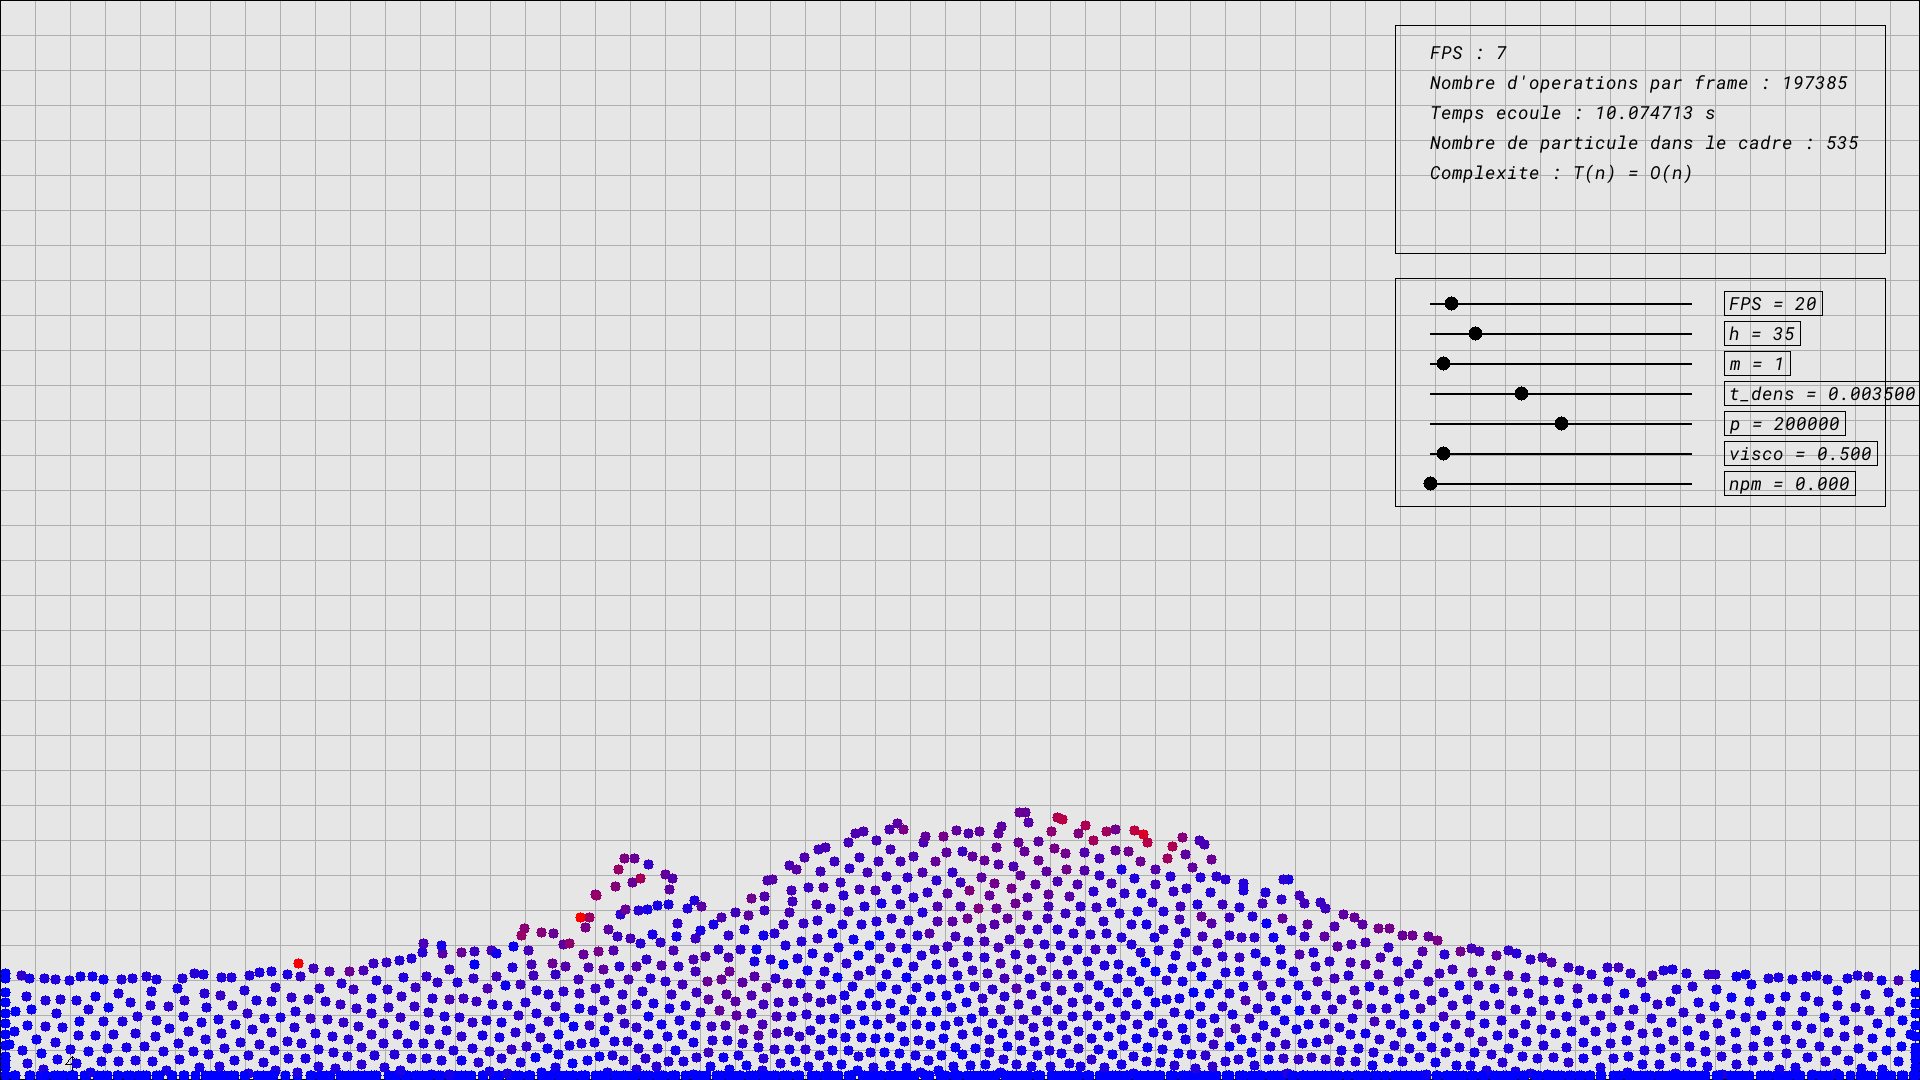 FPS : 7
Nombre d'operations par frame : 197385
Temps ecoule : 10.074713 s
Nombre de particule dans le cadre : 535
Complexite : T(n) = O(n)
FPS = 20
h = 35
m = 1
t_dens = 0.003500
p = 200000
visco = 0.500
npm = 0.000